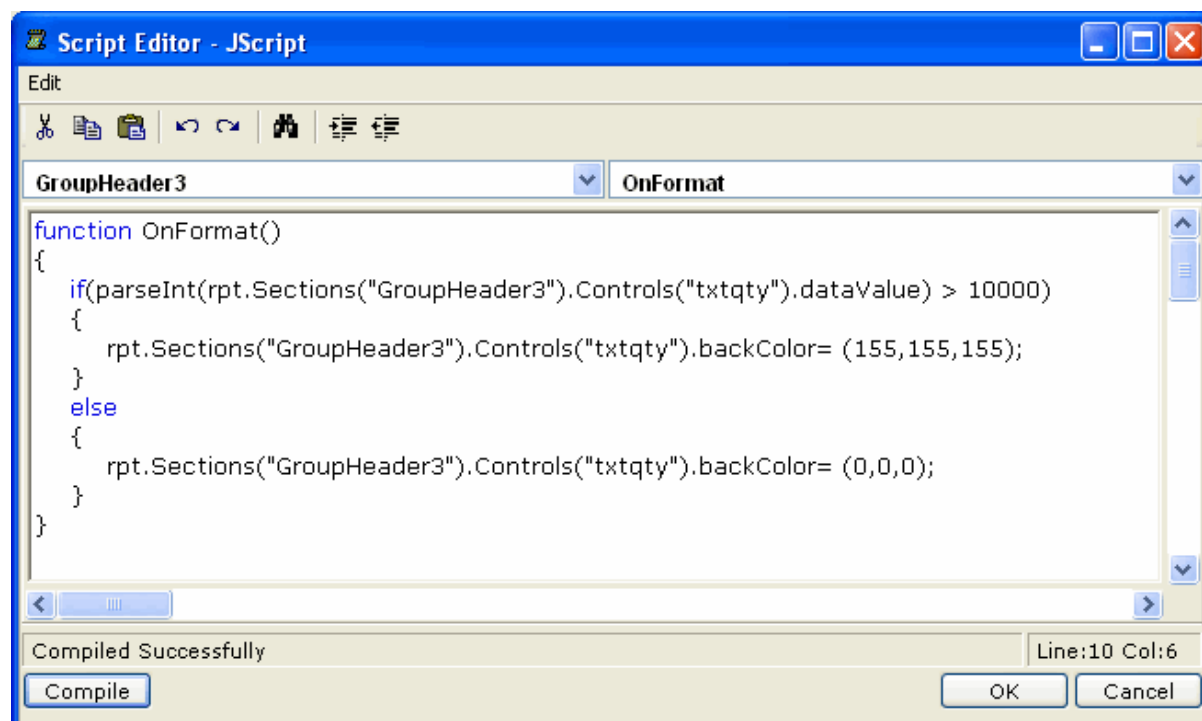 Script Editor - JScript
Edit
GroupHeader3 OnFormat
function OnFormat()
{
if(parseInt(rpt.Sections("GroupHeader3").Controls("txtqty").dataValue) > 10000)
{
rpt.Sections("GroupHeader3").Controls("txtqty").backColor= (155,155,155);
}
else
{
rpt.Sections("GroupHeader3").Controls("txtqty").backColor= (0,0,0);
}
}
Compiled Successfully Line:10 Col:6
Compile OK Cancel